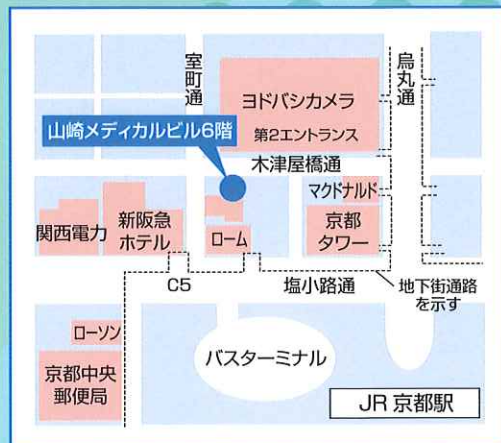 室町通
烏丸通
ヨドバシカメラ
第2エントランス
山崎メディカルビル6階
木津屋橋通
マクドナルド
関西電力
新阪急
ホテル
ローム
京都
タワー
C5
塩小路通
地下街通路
を示す
ローソン
京都中央
郵便局
バスターミナル
JR 京都駅